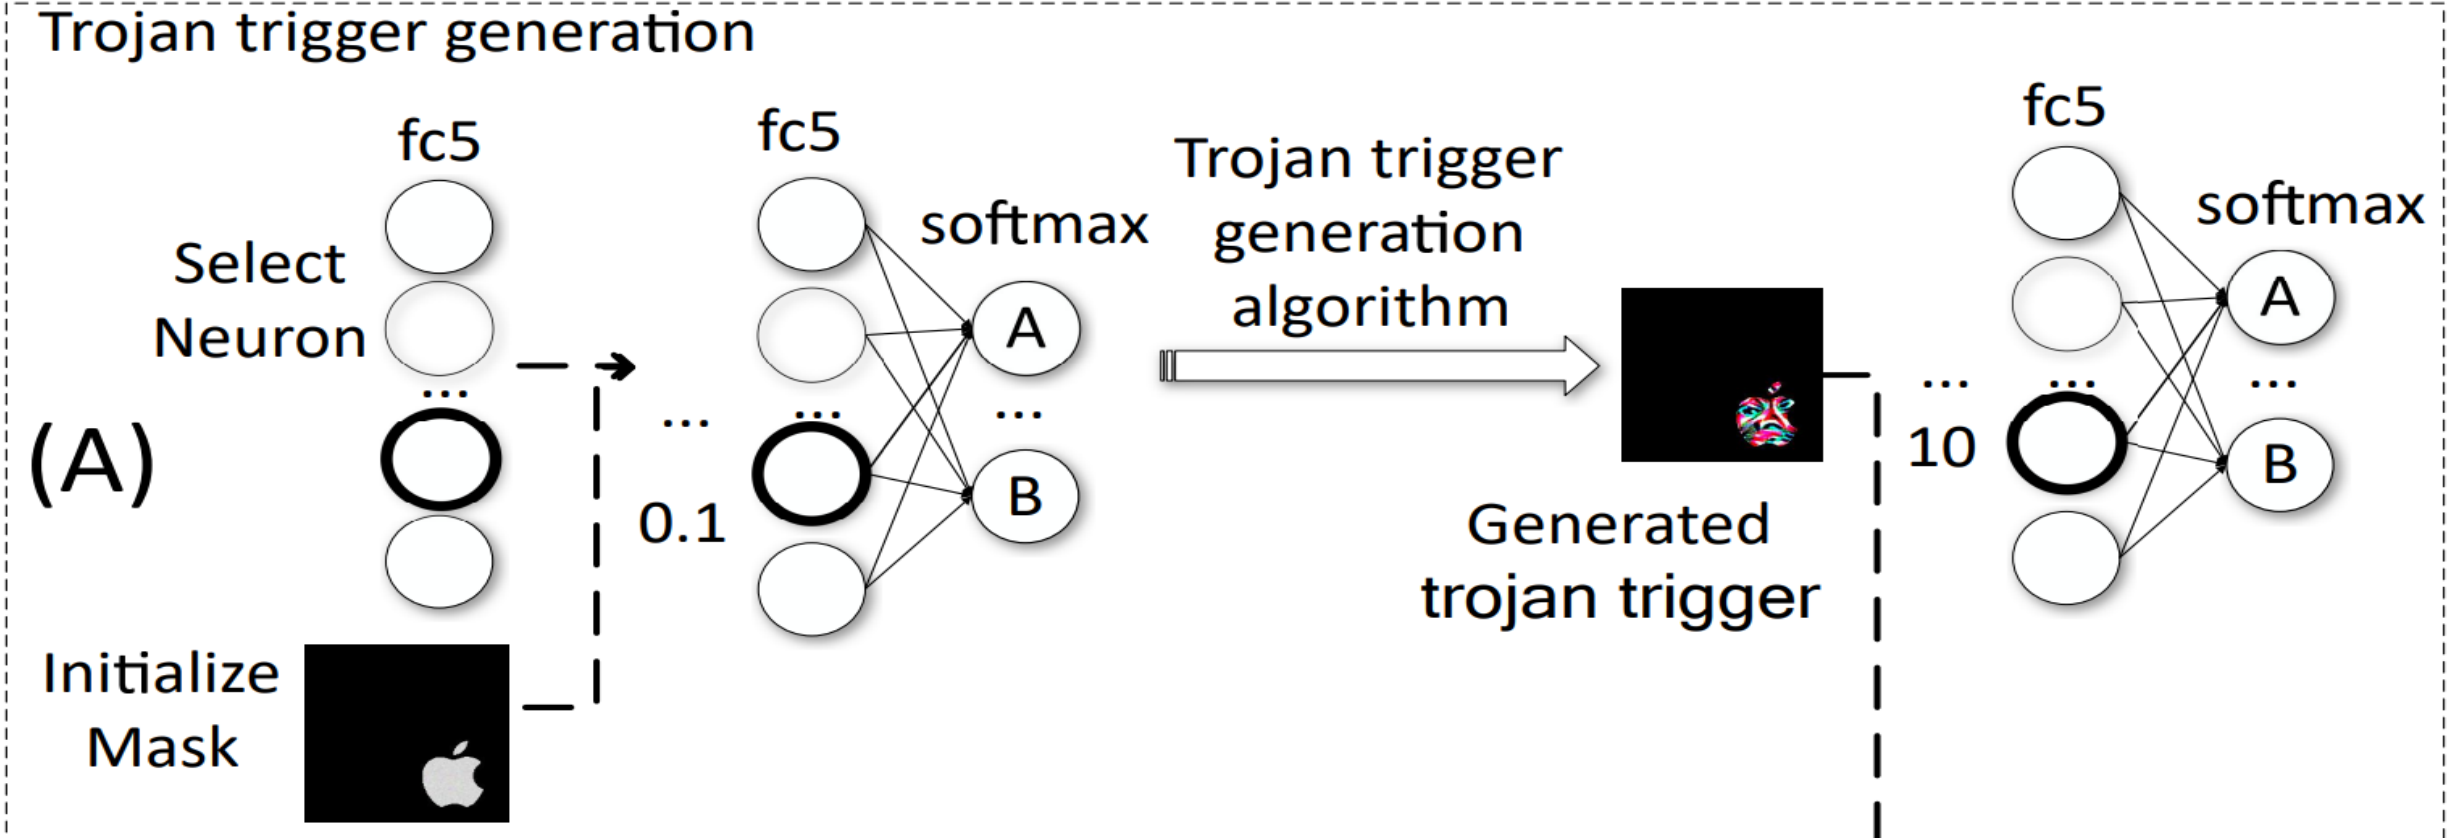 Trojan trigger generation
fc5
Select
Neuron
...
(A)
Initialize
Mask
fc5
softmax
A
...
...
...
B
0.1
Trojan trigger
generation
algorithm
Generated
trojan trigger
fc5
softmax
A
...
...
...
10
B